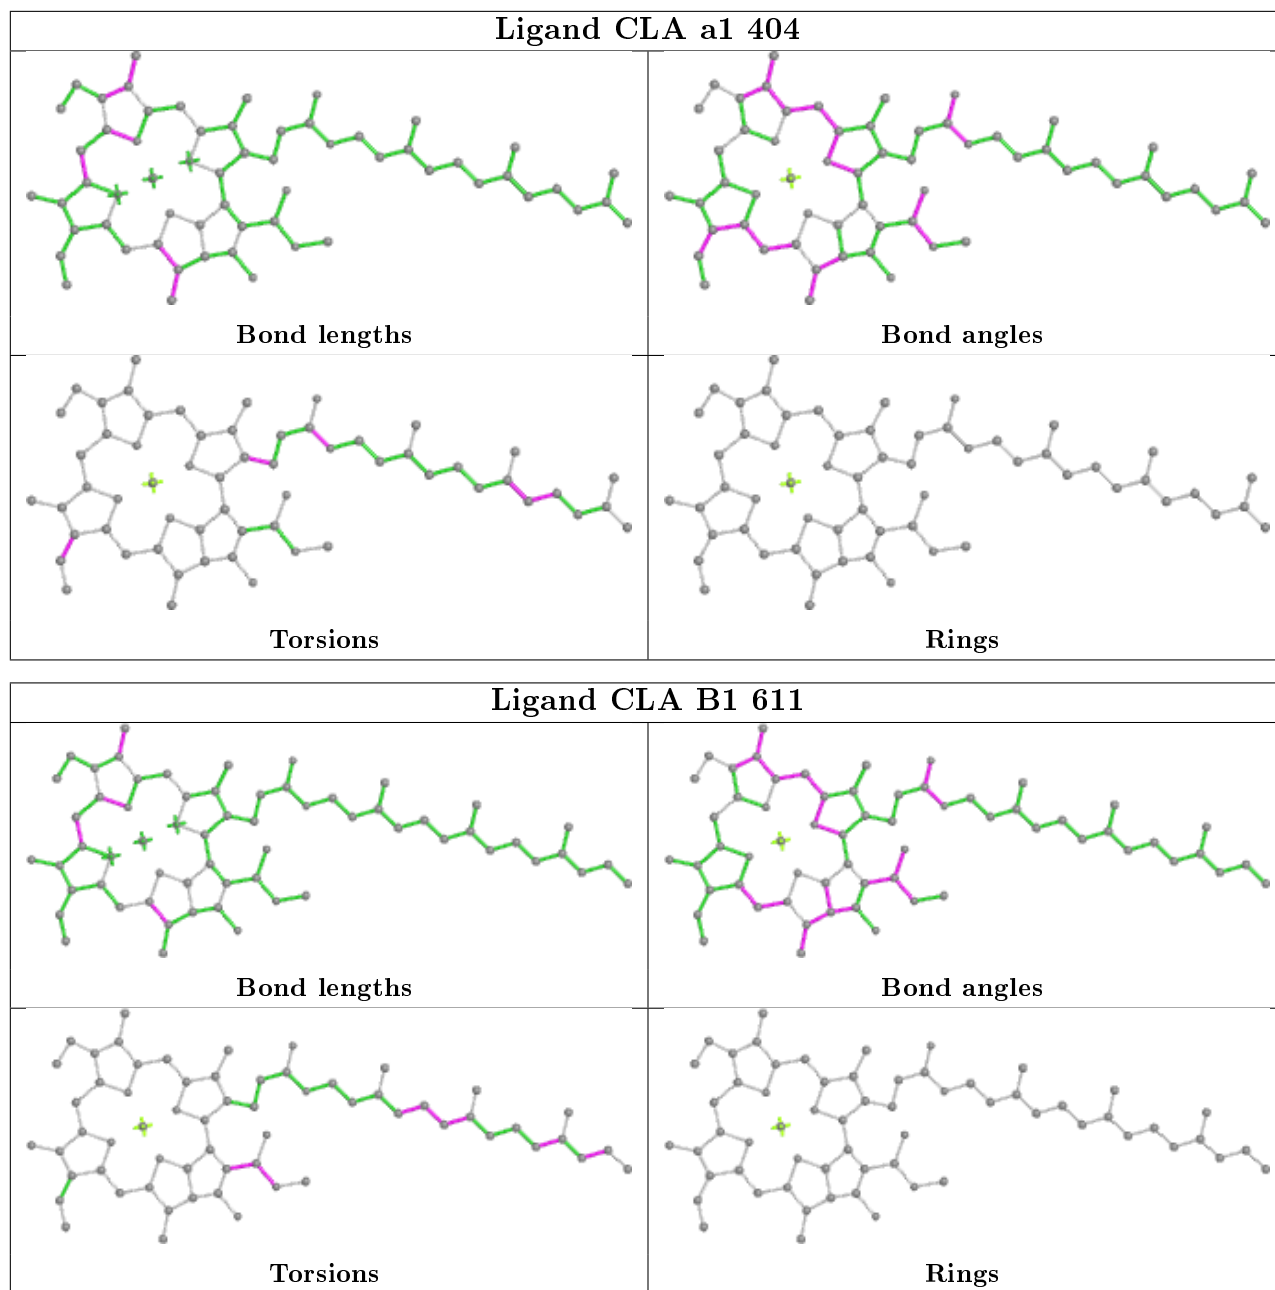 Ligand CLA a1 404
Bond lengths
Bond angles
Torsions
Rings
Ligand CLA B1 611
Bond lengths
Bond angles
Torsions
Rings